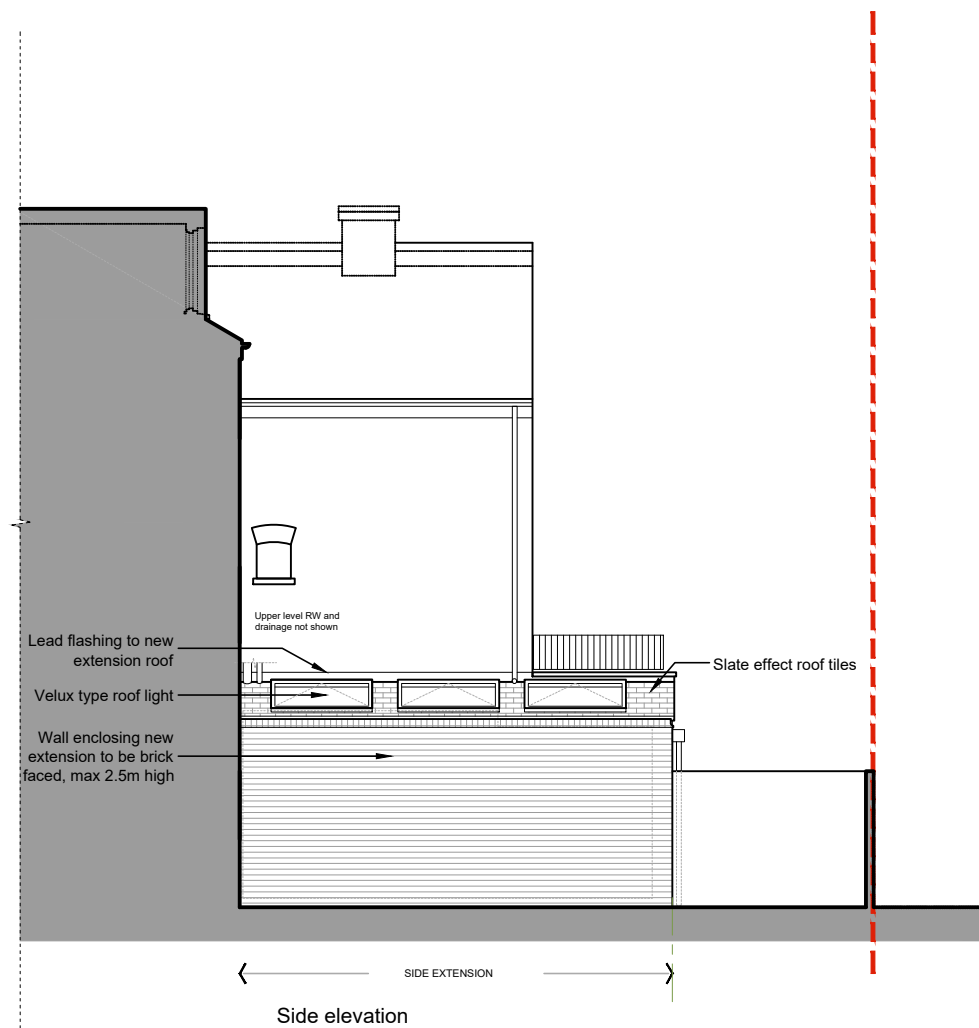 Upper level RW and
drainage not shown
Lead flashing to new
extension roof
Slate effect roof tiles
Velux type roof light
Wall enclosing new
extension to be brick
faced, max 2.5m high
SIDE EXTENSION
Side elevation